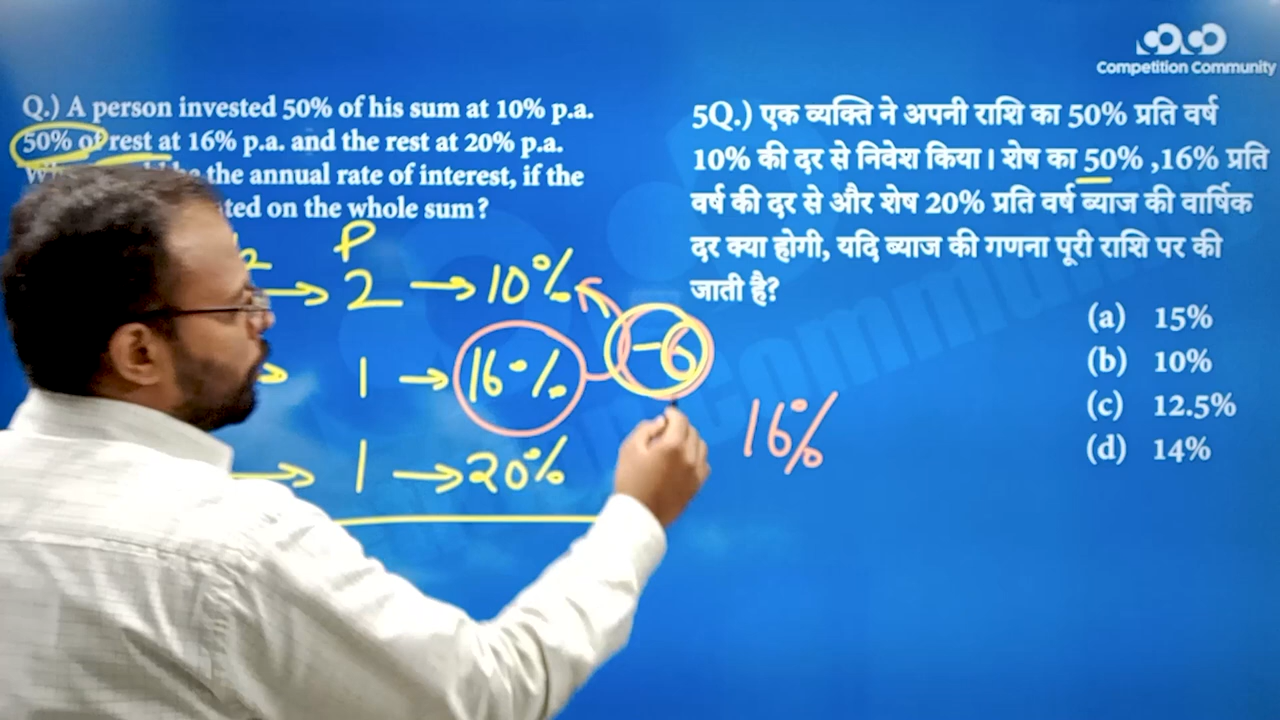 Competition Community
Q.) A person invested 50% of his sum at 10% p.a.
50% of rest at 16% p.a. and the rest at 20% p.a.
be the annual rate of interest, if the
ted on the whole sum?
P
2 → 10%
1 → 16% -6
1 → 20%
16%
5Q.) एक व्यक्ति ने अपनी राशि का 50% प्रति वर्ष
10% की दर से निवेश किया। शेष का 50% ,16% प्रति
वर्ष की दर से और शेष 20% प्रति वर्ष ब्याज की वार्षिक
दर क्या होगी, यदि ब्याज की गणना पूरी राशि पर की
जाती है?
(a) 15%
(b) 10%
(c) 12.5%
(d) 14%